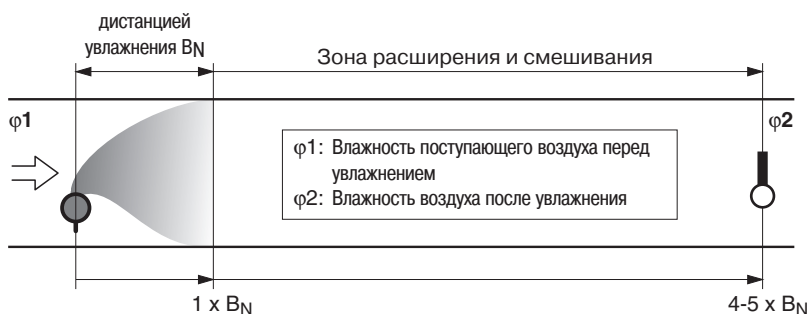 дистанцией
увлажнения BN
Зона расширения и смешивания
φ1
φ2
φ1: Влажность поступающего воздуха перед
увлажнением
φ2: Влажность воздуха после увлажнения
1 x BN
4-5 x BN